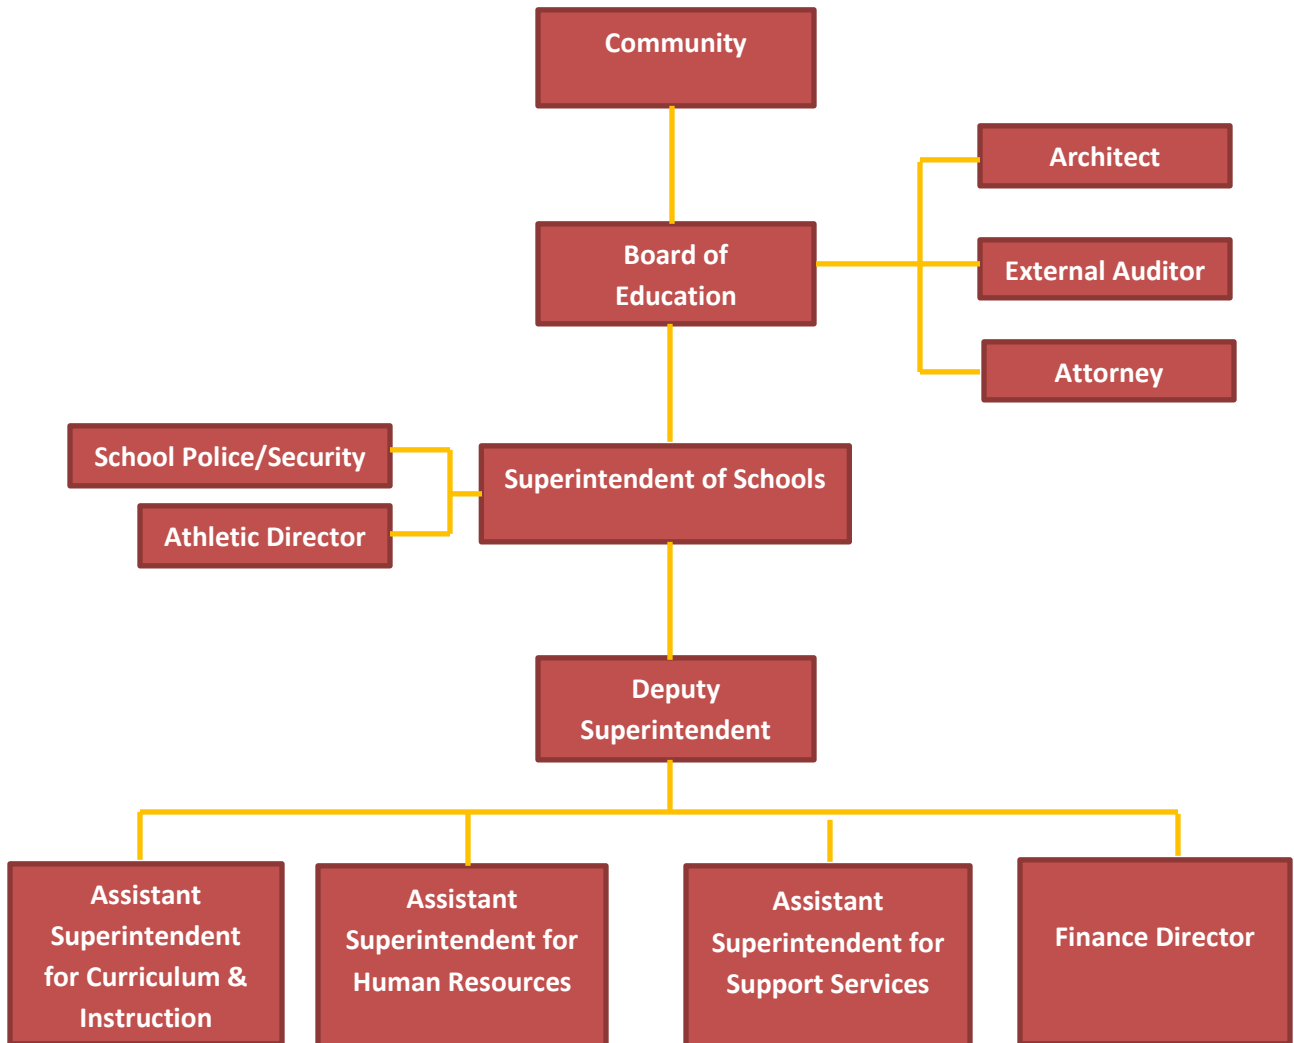 Community
Architect
Board of
Education
External Auditor
Attorney
School Police/Security
Superintendent of Schools
Athletic Director
Deputy
Superintendent
Assistant
Superintendent
for Curriculum &
Instruction
Assistant
Superintendent for
Human Resources
Assistant
Superintendent for
Support Services
Finance Director